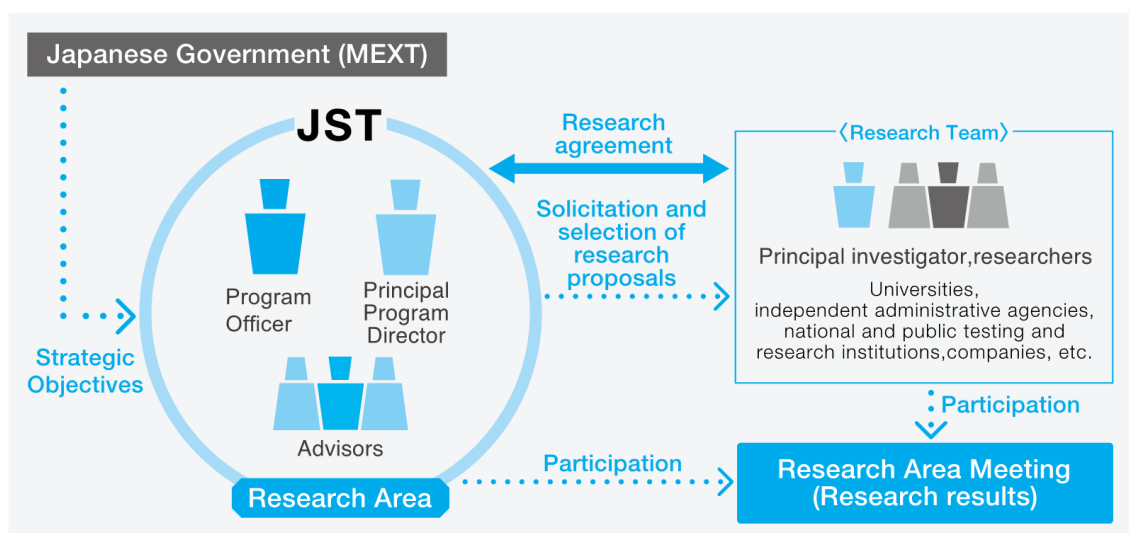 Japanese Government (MEXT)
JST
Program
Officer
Principal
Program
Director
Advisors
Research Area
Strategic
Objectives
Research
agreement
Solicitation and
selection of
research
proposals
〈Research Team〉
Principal investigator,researchers
Universities,
independent administrative agencies,
national and public testing and
research institutions,companies, etc.
Participation
Participation
Research Area Meeting
(Research results)